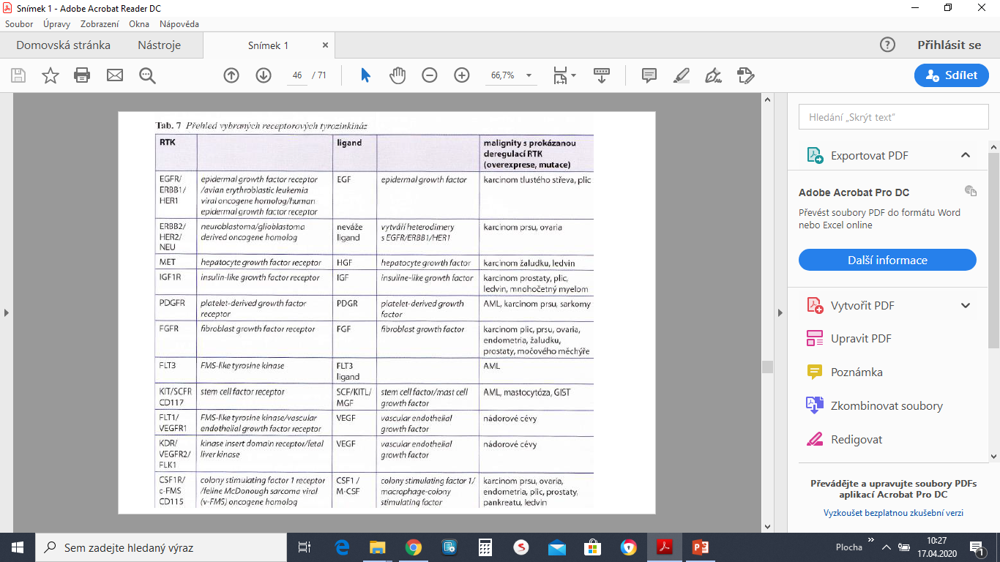 Snímek 1 - Adobe Acrobat Reader DC
Soubor Úpravy Zobrazení Okna Nápověda
Domovská stránka Nástroje Snímek 1 × Přihlásit se
46 / 71 66,7% Sdílet
Tab. 7 Přehled vybraných receptorových tyrozinkináz
RTK ligand malignity s prokázanou
deregulací RTK
(overexprese, mutace)
EGFR/ epidermal growth factor receptor EGF epidermal growth factor karcinom tlustého střeva, plic
ERBB1/ /avian erythroblastic leukemia
HER1 viral oncogene homolog/human
epidermal growth factor receptor
ERBB2/ neuroblastoma/glioblastoma neváže vytváří heterodimery karcinom prsu, ovaria
HER2/ derived oncogene homolog ligand s EGFR/ERBB1/HER1
NEU
MET hepatocyte growth factor receptor HGF hepatocyte growth factor karcinom žaludku, ledvin
IGF1R insulin-like growth factor receptor IGF insuline-like growth factor karcinom prostaty, plic,
ledvin, mnohočetný myelom
PDGFR platelet-derived growth factor PDGR platelet-derived growth AML, karcinom prsu, sarkomy
receptor factor
FGFR fibroblast growth factor receptor FGF fibroblast growth factor karcinom plic, prsu, ovaria,
endometria, žaludku,
prostaty, močového měchýře
FLT3 FMS-like tyrosine kinase FLT3 AML
ligand
KIT/SCFR stem cell factor receptor SCF/KITL/ stem cell factor/mast cell AML, mastocytóza, GIST
CD117 MGF growth factor
FLT1/ FMS-like tyrosine kinase/vascular VEGF vascular endothelial nádorové cévy
VEGFR1 endothelial growth factor receptor growth factor
KDR/ kinase insert domain receptor/fetal VEGF vascular endothelial nádorové cévy
VEGFR2/ liver kinase growth factor
FLK1
CSF1R/ colony stimulating factor 1 receptor CSF1 / colony stimulating factor 1/ karcinom prsu, ovaria,
c-FMS /feline McDonough sarcoma viral M-CSF macrophage-colony endometria, plic, prostaty,
CD115 (v-FMS) oncogene homolog stimulating factor pankreatu, ledvin
Hledání „Skrýt text"
Exportovat PDF
Adobe Acrobat Pro DC
Převést soubory PDF do formátu Word
nebo Excel online
Další informace
Vytvořit PDF
Upravit PDF
Poznámka
Zkombinovat soubory
Redigovat
Převádějte a upravujte soubory PDFs
aplikací Acrobat Pro DC
Vyzkoušet bezplatnou zkušební verzi
Sem zadejte hledaný výraz
Plocha » 10:27
17.04.2020 1